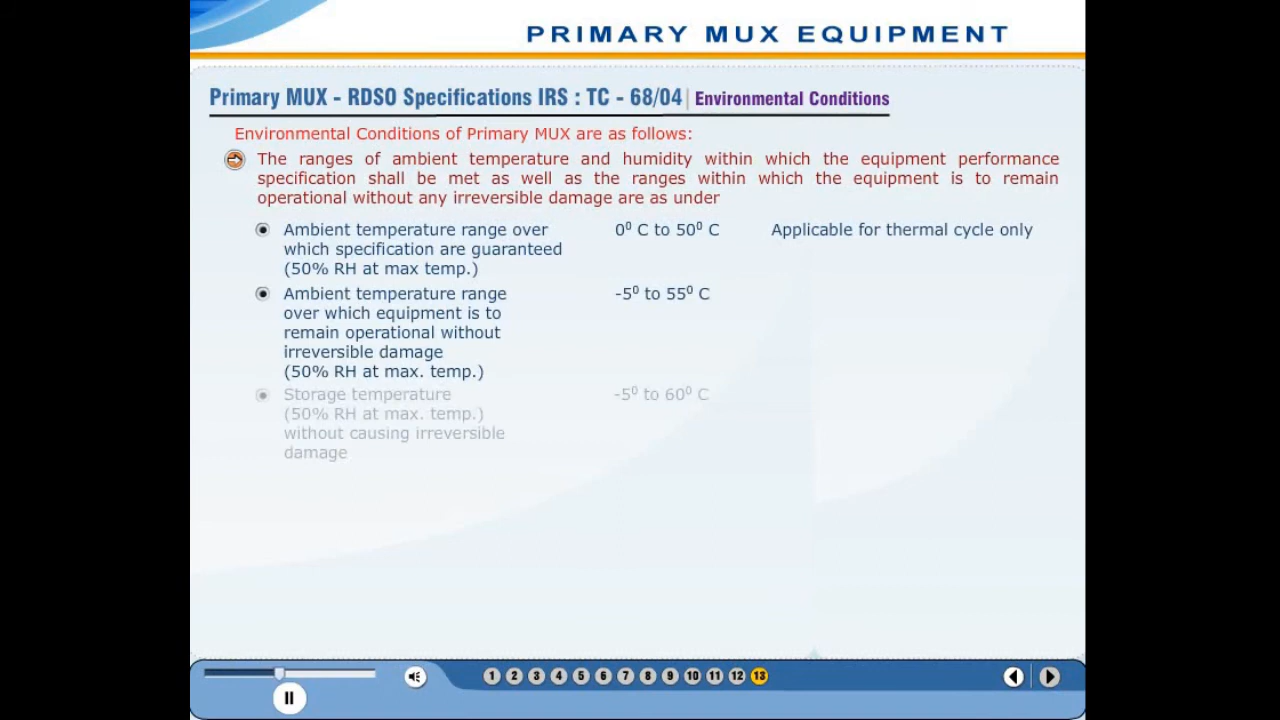 PRIMARY MUX EQUIPMENT
Primary MUX - RDSO Specifications IRS : TC - 68/04 | Environmental Conditions
Environmental Conditions of Primary MUX are as follows:
The ranges of ambient temperature and humidity within which the equipment performance
specification shall be met as well as the ranges within which the equipment is to remain
operational without any irreversible damage are as under
Ambient temperature range over 0⁰ C to 50⁰ C Applicable for thermal cycle only
which specification are guaranteed
(50% RH at max temp.)
Ambient temperature range -5⁰ to 55⁰ C
over which equipment is to
remain operational without
irreversible damage
(50% RH at max. temp.)
Storage temperature -5⁰ to 60⁰ C
(50% RH at max. temp.)
without causing irreversible
damage
1 2 3 4 5 6 7 8 9 10 11 12 13